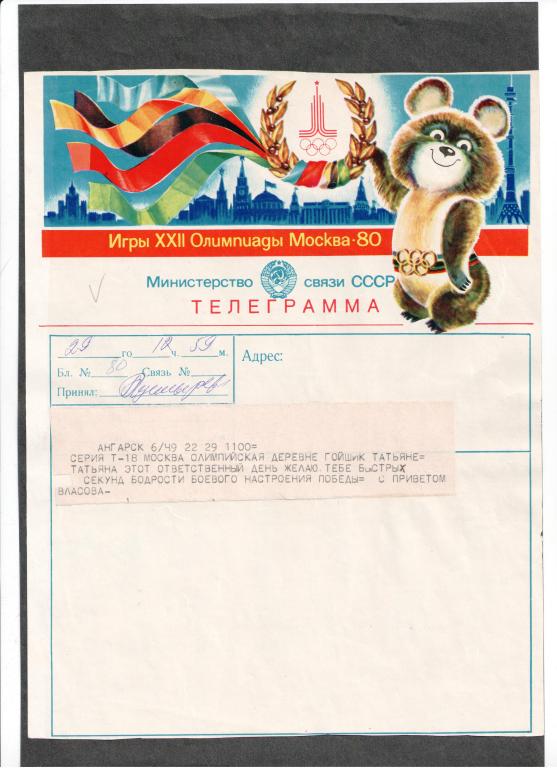 Игры XXII Олимпиады Москва·80
Министерство связи СССР
ТЕЛЕГРАММА
29 го 12 ч. 59 м.
Бл. № 80 Связь №
Принял:
Адрес:
АНГАРСК 6/49 22 29 1100=
СЕРИЯ Т-18 МОСКВА ОЛИМПИЙСКАЯ ДЕРЕВНЕ ГОЙЩИК ТАТЬЯНЕ=
ТАТЬЯНА ЭТОТ ОТВЕТСТВЕННЫЙ ДЕНЬ ЖЕЛАЮ ТЕБЕ БЫСТРЫХ
СЕКУНД БОДРОСТИ БОЕВОГО НАСТРОЕНИЯ ПОБЕДЫ= С ПРИВЕТОМ
ВЛАСОВА-